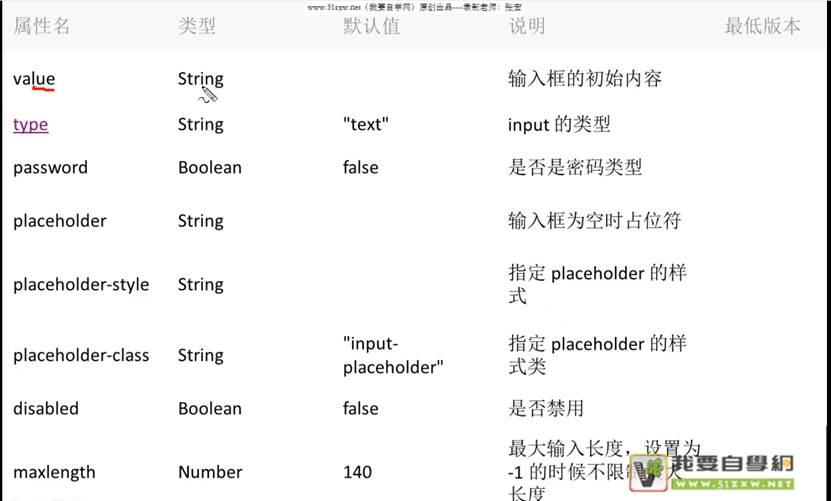 www.51zxw.net（我要自学网）原创出品----录制老师：张宏
属性名 类型 默认值 说明 最低版本
value String 输入框的初始内容
type String "text" input 的类型
password Boolean false 是否是密码类型
placeholder String 输入框为空时占位符
placeholder-style String 指定 placeholder 的样
式
placeholder-class String "input-
placeholder" 指定 placeholder 的样
式类
disabled Boolean false 是否禁用
最大输入长度，设置为
maxlength Number 140 -1 的时候不限制最大
长度
我要自學網
WWW.51ZXW.NET